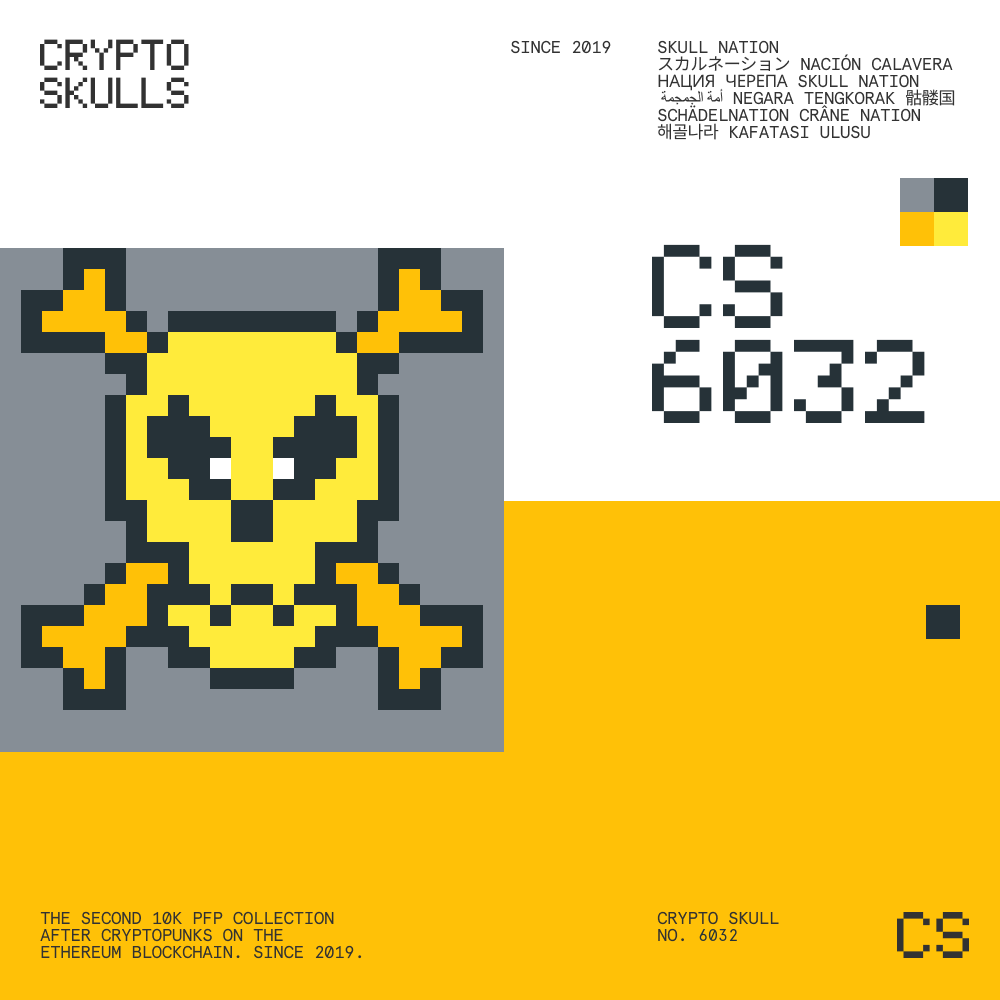 CRYPTO
SKULLS
SINCE 2019
SKULL NATION
スカルネーション NACIÓN CALAVERA
НАЦИЯ ЧЕРЕПА SKULL NATION
أمة الجمجمة NEGARA TENGKORAK 骷髅国
SCHÄDELNATION CRÂNE NATION
해골나라 KAFATASI ULUSU
CS
6032
THE SECOND 10K PFP COLLECTION
AFTER CRYPTOPUNKS ON THE
ETHEREUM BLOCKCHAIN. SINCE 2019.
CRYPTO SKULL
NO. 6032
CS